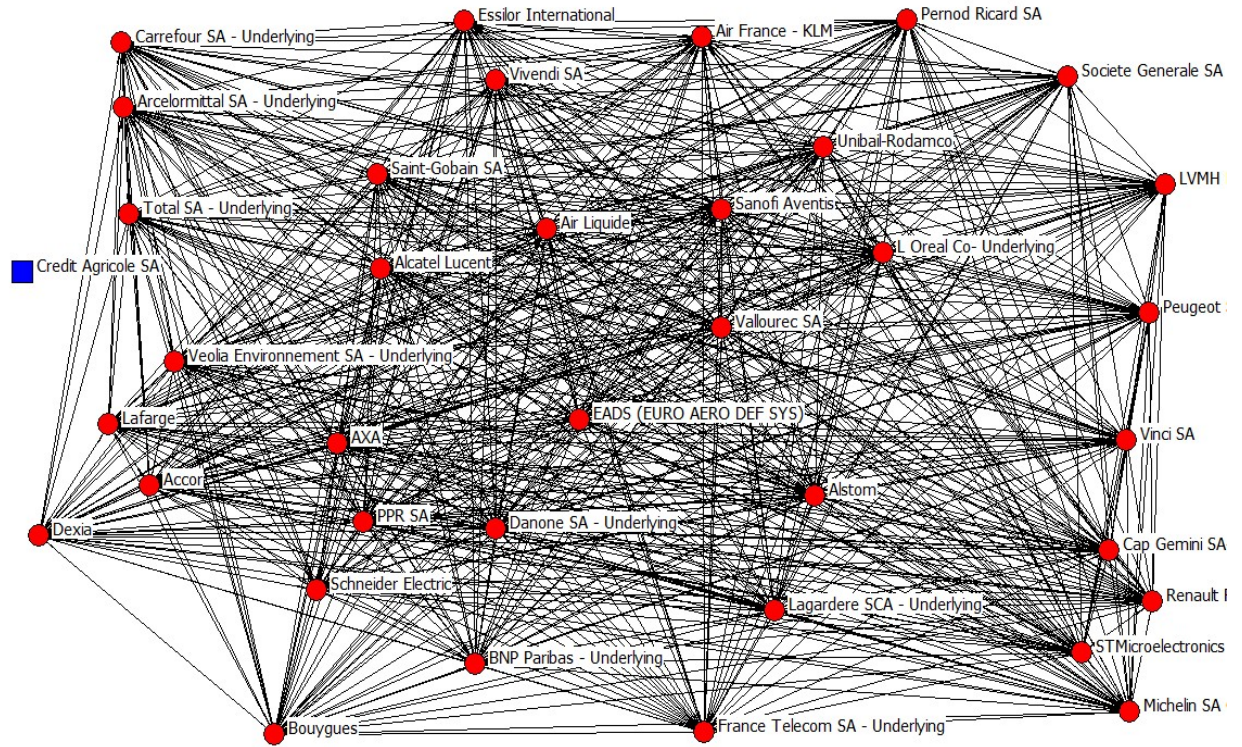 Essilor International
Pernod Ricard SA
Carrefour SA - Underlying
Air France - KLM
Vivendi SA
Societe Generale SA
Arcelormittal SA - Underlying
Unibail-Rodamco
Saint-Gobain SA
LVMH
Total SA - Underlying
Sanofi Aventis
Air Liquide
L Oreal Co- Underlying
Credit Agricole SA
Alcatel Lucent
Peugeot
Vallourec SA
Veolia Environnement SA - Underlying
EADS (EURO AERO DEF SYS)
Lafarge
AXA
Vinci SA
Accor
Alstom
PPR SA
Danone SA - Underlying
Dexia
Cap Gemini SA
Schneider Electric
Renault
Lagardere SCA - Underlying
STMicroelectronics
BNP Paribas - Underlying
Michelin SA
Bouygues
France Telecom SA - Underlying